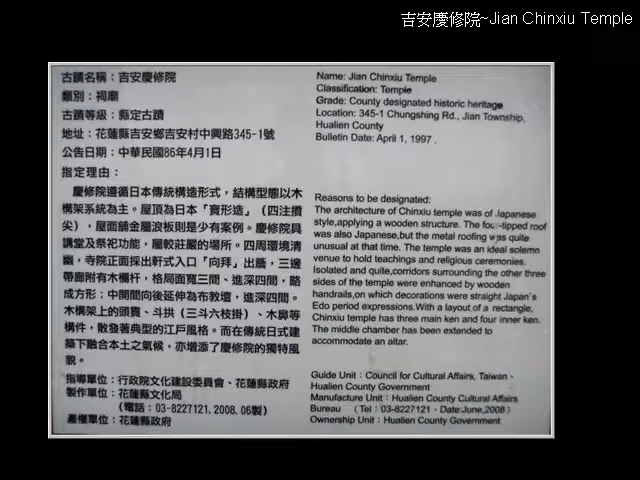 吉安慶修院~Jian Chinxiu Temple
古蹟名稱：吉安慶修院
類別：祠廟
古蹟等級：縣定古蹟
地址：花蓮縣吉安鄉吉安村中興路345-1號
公告日期：中華民國86年4月1日
指定理由：
慶修院遵循日本傳統構造形式，結構型態以木
構架系統為主。屋頂為日本「寶形造」（四注攢
尖），屋面鋪金屬浪板則是少有案例。慶修院具
講堂及祭祀功能，屬較莊嚴的場所。四周環境清
幽，寺院正面採出軒式入口「向拜」出簷，三邊
帶廊附有木欄杆，格局面寬三間、進深四間，略
成方形；中開間向後延伸為布教壇，進深四間。
木構架上的頭貫、斗拱（三斗六枝掛）、木鼻等
構件，散發著典型的江戶風格。而在傳統日式建
築下融合本土之氣候，亦增添了慶修院的獨特風
貌。
指導單位：行政院文化建設委員會、花蓮縣政府
製作單位：花蓮縣文化局
（電話：03-8227121, 2008. 06製）
產權單位：花蓮縣政府
Name: Jian Chinxiu Temple
Classification: Temple
Grade: County designated historic heritage
Location: 345-1 Chungshing Rd., Jian Township,
Hualien County
Bulletin Date: April 1, 1997 .
Reasons to be designated:
The architecture of Chinxiu temple was of Japanese
style,applying a wooden structure. The four-tipped roof
was also Japanese,but the metal roofing was quite
unusual at that time. The temple was an ideal solemn
venue to hold teachings and religious ceremonies.
Isolated and quite,corridors surrounding the other three
sides of the temple were enhanced by wooden
handrails,on which decorations were straight Japan's
Edo period expressions.With a layout of a rectangle,
Chinxiu temple has three main ken and four inner ken.
The middle chamber has been extended to
accommodate an altar.
Guide Unit：Council for Cultural Affairs, Taiwan、
Hualien County Government
Manufacture Unit：Hualien County Cultural Affairs
Bureau （Tel：03-8227121、Date:June,2008）
Ownership Unit：Hualien County Government